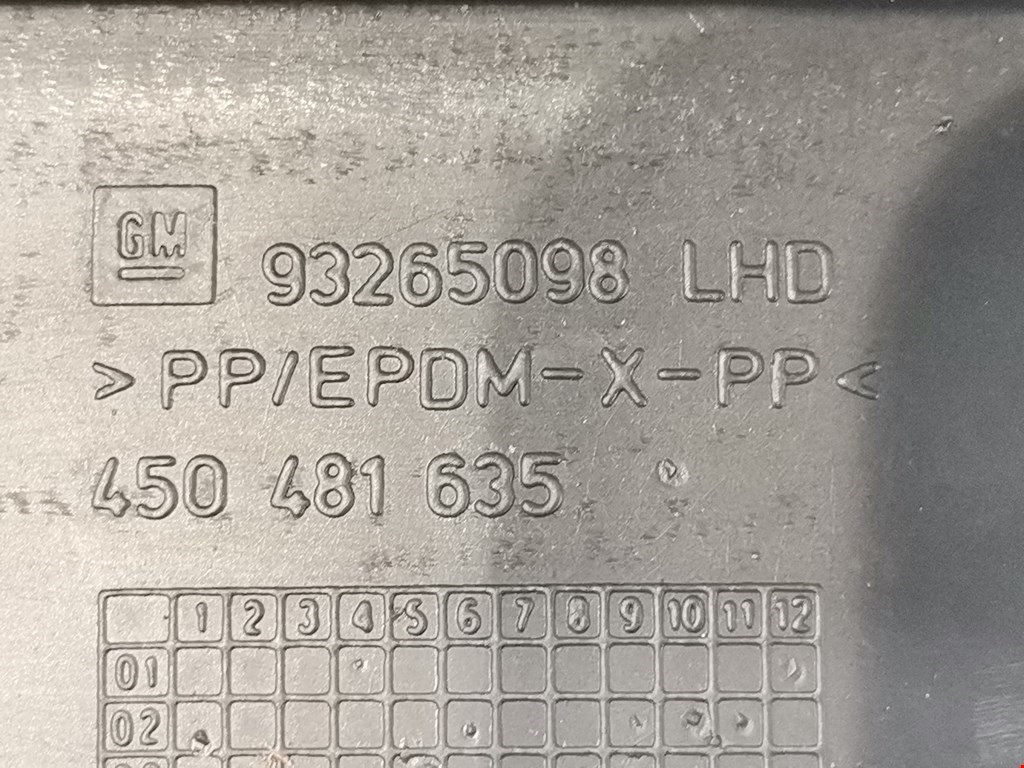 GM
93265098 LHD
>PP/EPDM-X-PP<
450 481 635
1 2 3 4 5 6 7 8 9 10 11 12
01
02